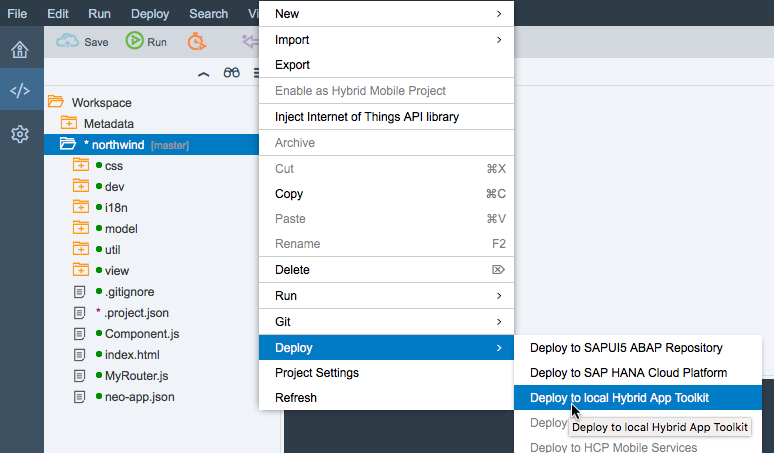 File Edit Run Deploy Search
Save Run
Workspace
Metadata
* northwind [master]
css
dev
i18n
model
util
view
.gitignore
* .project.json
Component.js
index.html
MyRouter.js
neo-app.json
New
Import
Export
Enable as Hybrid Mobile Project
Inject Internet of Things API library
Archive
Cut ⌘X
Copy ⌘C
Paste ⌘V
Rename F2
Delete ⌦
Run
Git
Deploy
Project Settings
Refresh
Deploy to SAPUI5 ABAP Repository
Deploy to SAP HANA Cloud Platform
Deploy to local Hybrid App Toolkit
Deploy
Deploy to local Hybrid App Toolkit
Deploy to HCP Mobile Services